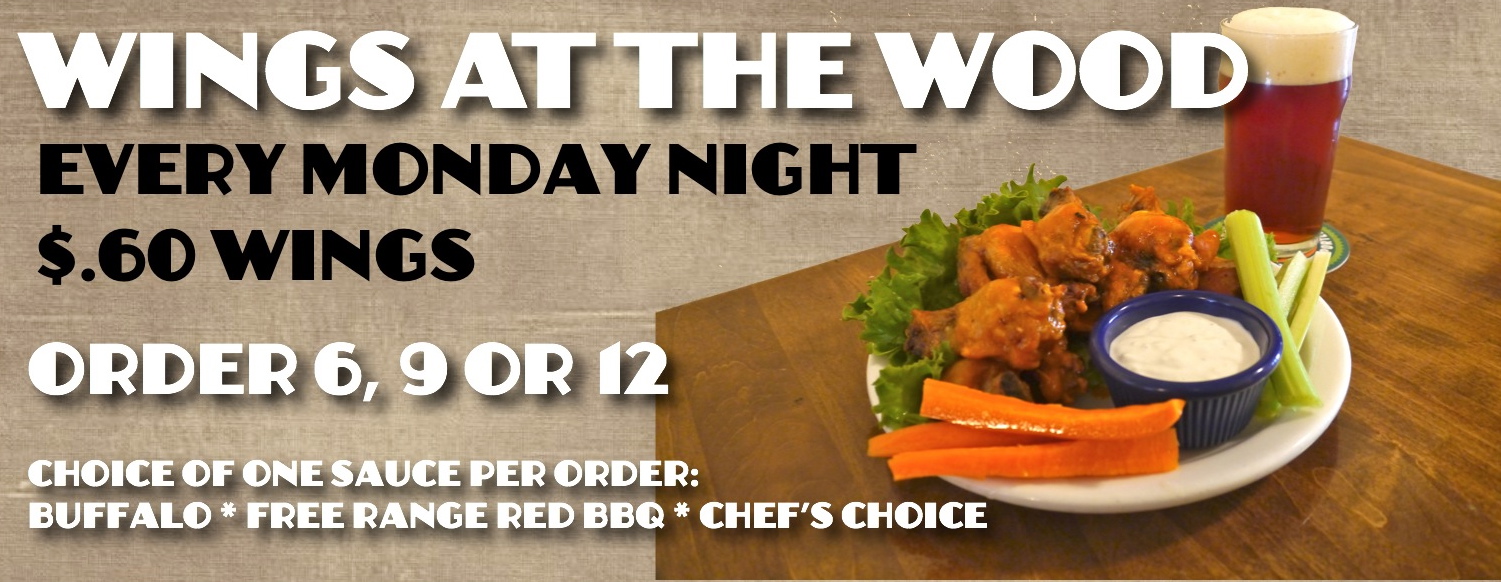 WINGS AT THE WOOD
EVERY MONDAY NIGHT
$.60 WINGS
ORDER 6, 9 OR 12
CHOICE OF ONE SAUCE PER ORDER:
BUFFALO * FREE RANGE RED BBQ * CHEF'S CHOICE